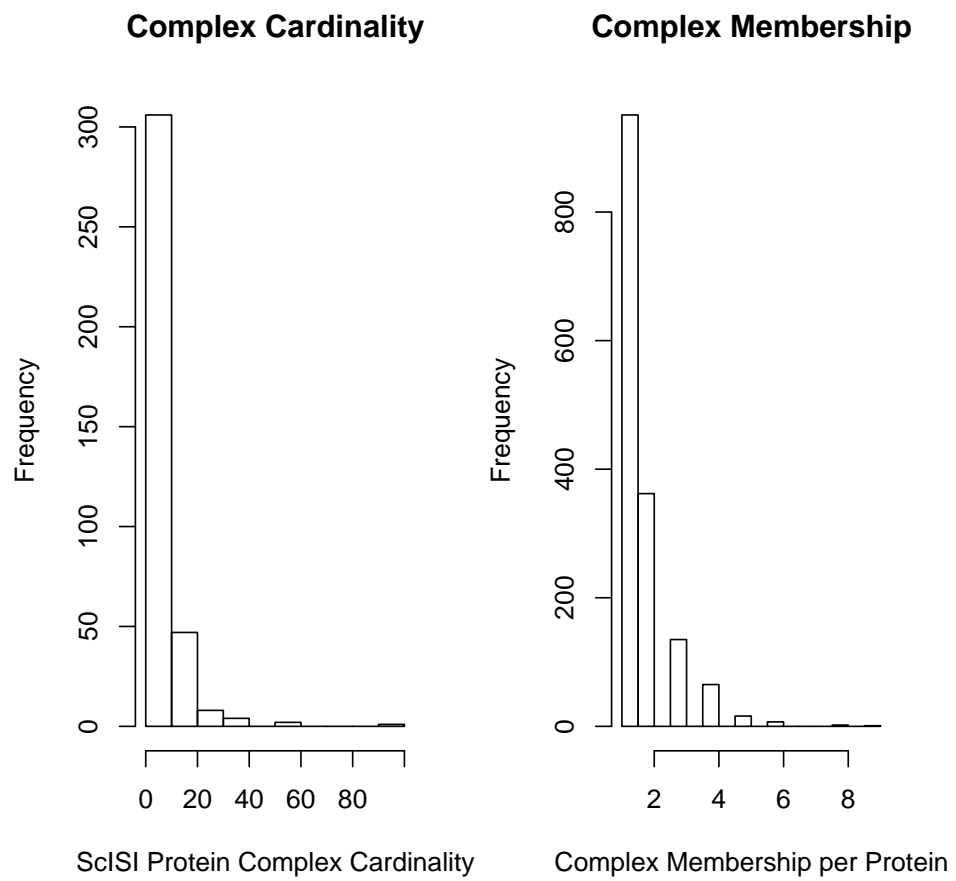 Complex Cardinality
Frequency
300
250
200
150
100
50
0
0 20 40 60 80
ScISI Protein Complex Cardinality
Complex Membership
Frequency
800
600
400
200
0
2 4 6 8
Complex Membership per Protein